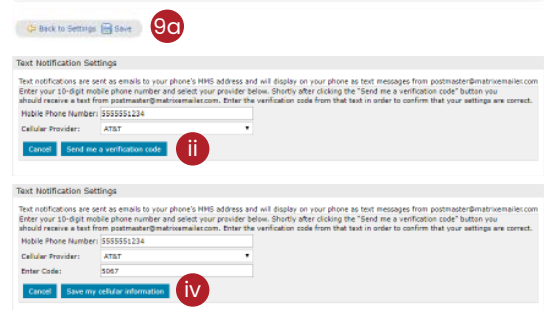 Back to Settings Save 9a
Text Notification Settings
Text notifications are sent as emails to your phone's MMS address and will display on your phone as text messages from postmaster@matrixemailer.com
Enter your 10-digit mobile phone number and select your provider below. Shortly after clicking the "Send me a verification code" button you
should receive a text from postmaster@matrixemailer.com. Enter the verification code from that text in order to confirm that your settings are correct.
Mobile Phone Number: 5555551234
Cellular Provider: AT&T
Cancel Send me a verification code ii
Text Notification Settings
Text notifications are sent as emails to your phone's MMS address and will display on your phone as text messages from postmaster@matrixemailer.com
Enter your 10-digit mobile phone number and select your provider below. Shortly after clicking the "Send me a verification code" button you
should receive a text from postmaster@matrixemailer.com. Enter the verification code from that text in order to confirm that your settings are correct.
Mobile Phone Number: 5555551234
Cellular Provider: AT&T
Enter Code: 5067
Cancel Save my cellular information iv